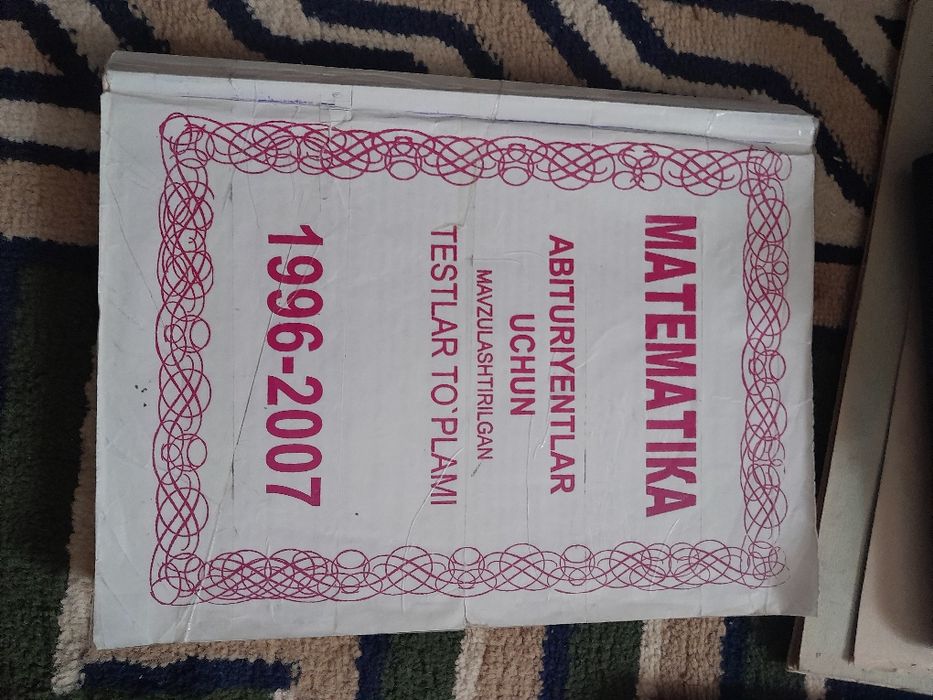 MATEMATIKA
ABITURIYENTLAR
UCHUN
MAVZULASHTIRILGAN
TESTLAR TO`PLAMI
1996-2007